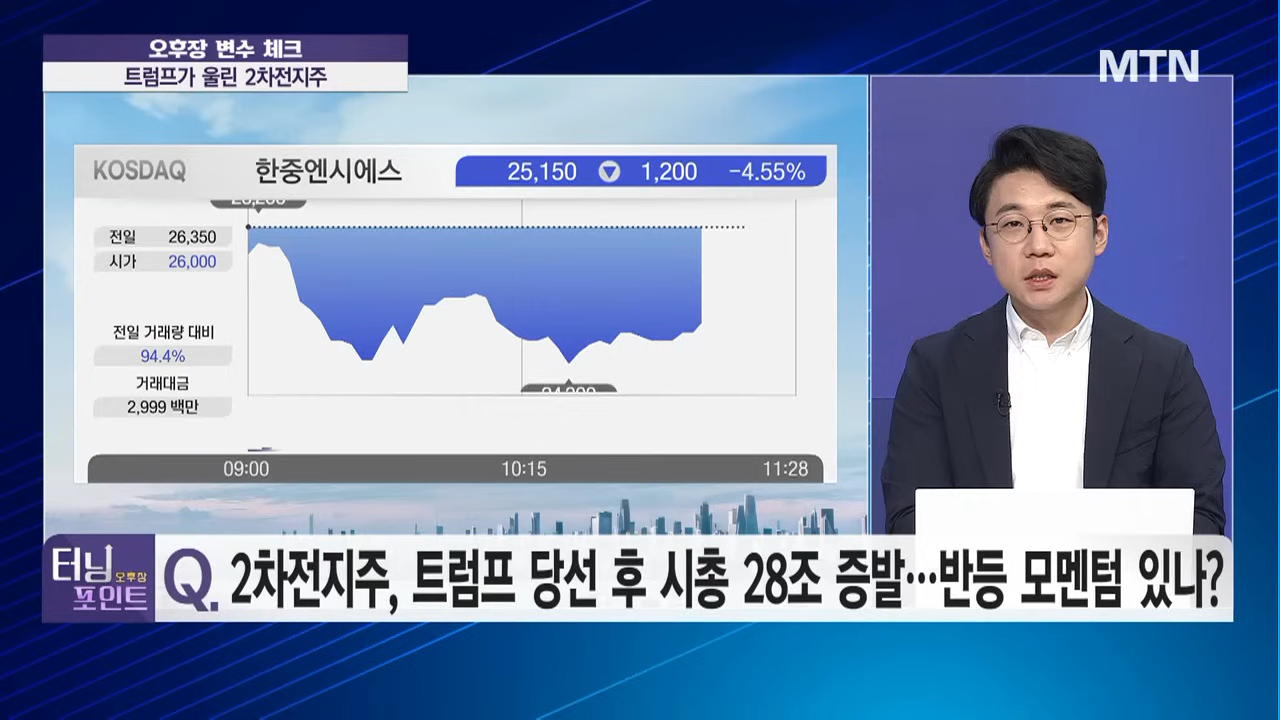 오후장 변수 체크
트럼프가 울린 2차전지주
MTN
KOSDAQ 한중엔시에스 25,150 ▼ 1,200 -4.55%
전일 26,350
시가 26,000
전일 거래량 대비
94.4%
거래대금
2,999 백만
09:00 10:15 11:28
터닝 오후장
포인트
Q. 2차전지주, 트럼프 당선 후 시총 28조 증발…반등 모멘텀 있나?